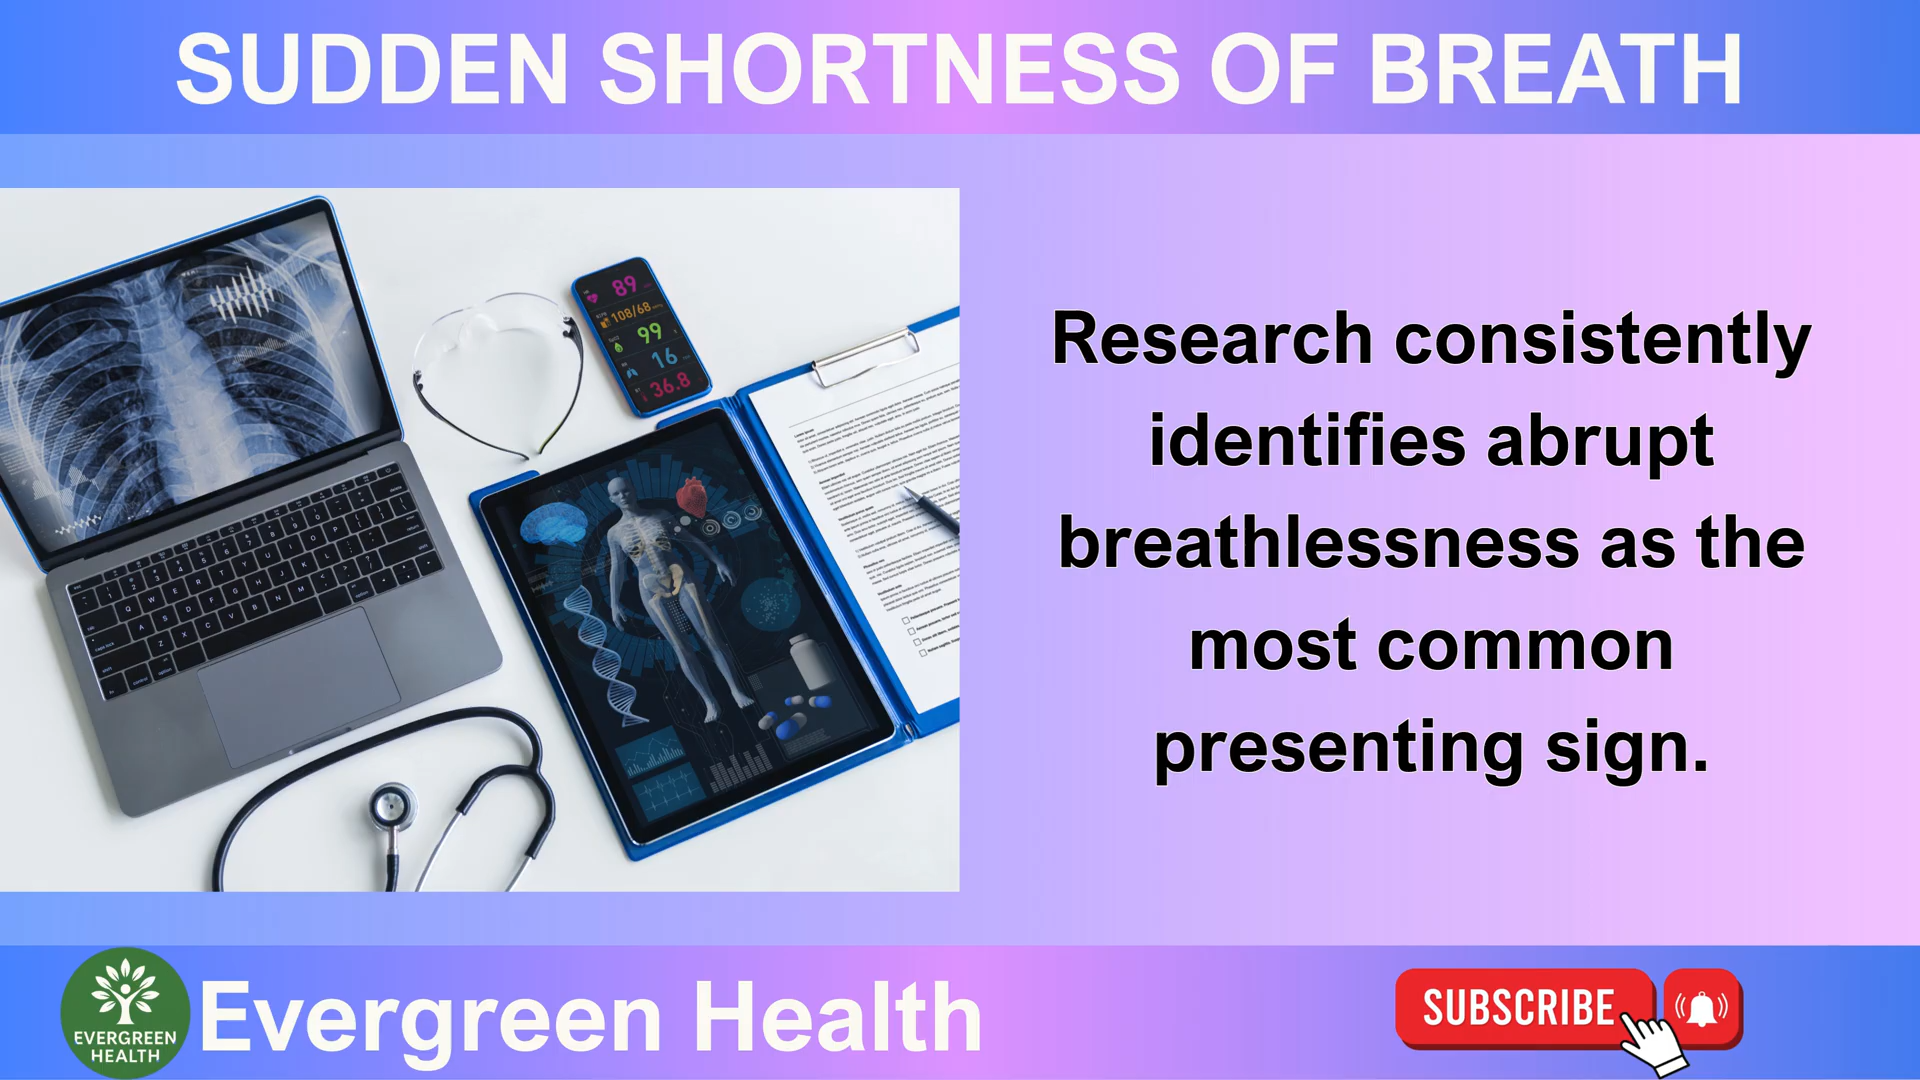 SUDDEN SHORTNESS OF BREATH
89
108/68
99
16
36.8
Research consistently
identifies abrupt
breathlessness as the
most common
presenting sign.
EVERGREEN
HEALTH
Evergreen Health
SUBSCRIBE